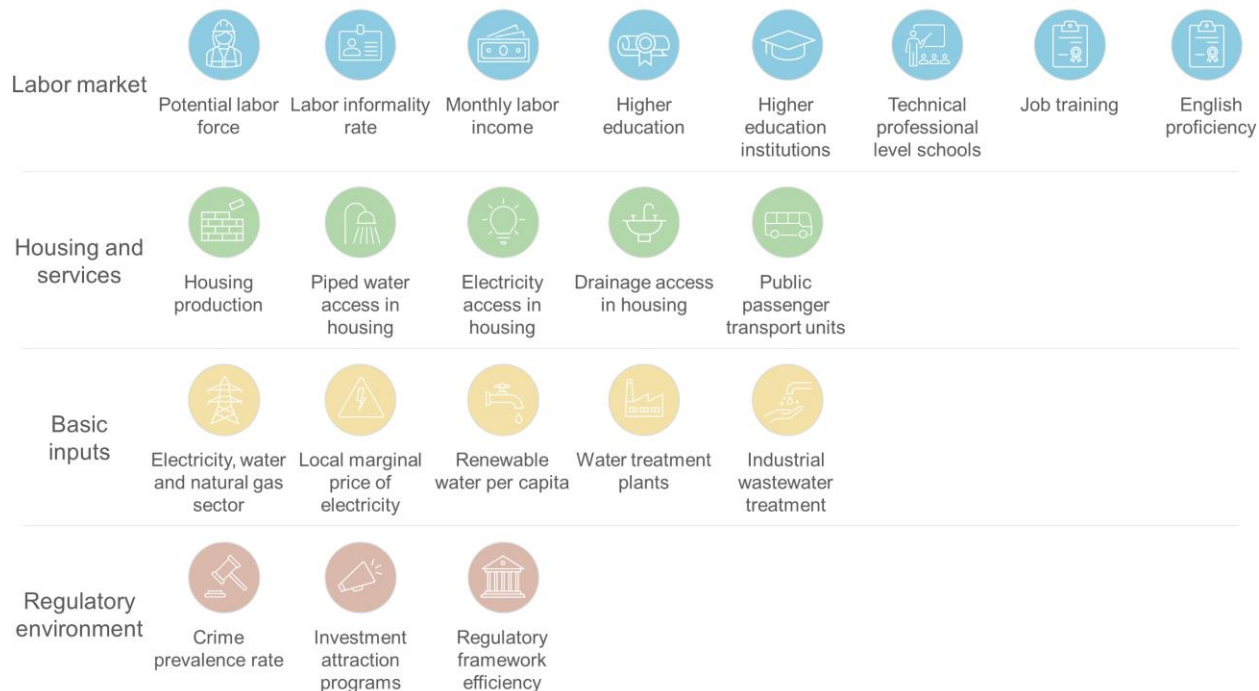 Labor market
Potential labor
force
Labor informality
rate
Monthly labor
income
Higher
education
Higher
education
institutions
Technical
professional
level schools
Job training
English
proficiency
Housing and
services
Housing
production
Piped water
access in
housing
Electricity
access in
housing
Drainage access
in housing
Public
passenger
transport units
Basic
inputs
Electricity, water
and natural gas
sector
Local marginal
price of
electricity
Renewable
water per capita
Water treatment
plants
Industrial
wastewater
treatment
Regulatory
environment
Crime
prevalence rate
Investment
attraction
programs
Regulatory
framework
efficiency